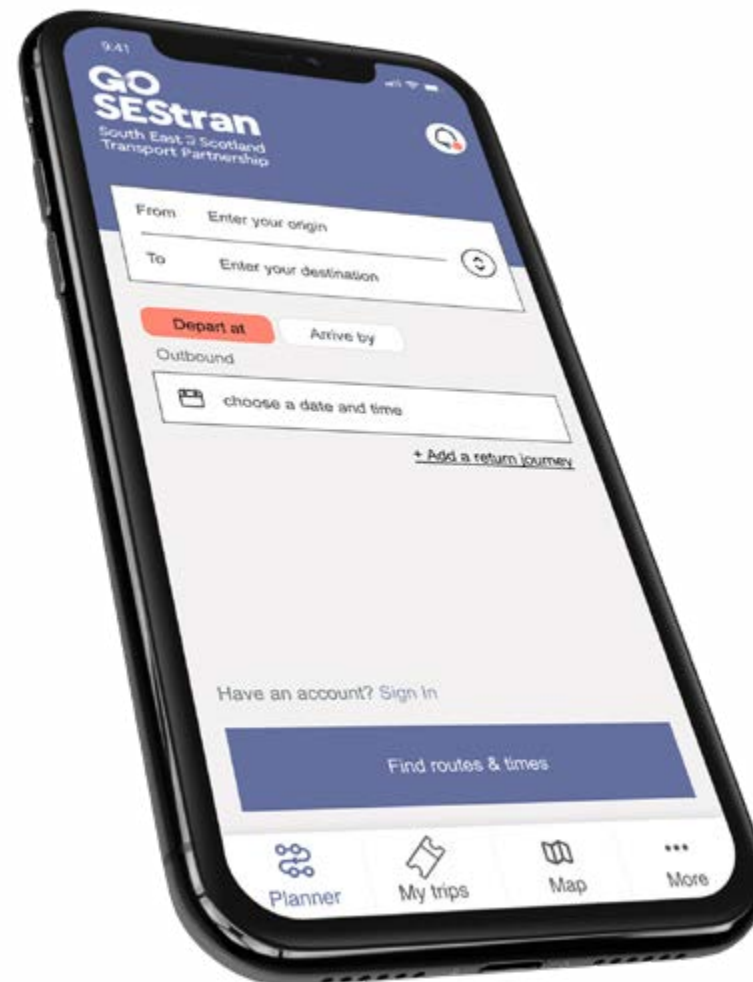 9:41
GO
SEStran
South East of Scotland
Transport Partnership
From Enter your origin
To Enter your destination
Depart at Arrive by
Outbound
choose a date and time
+ Add a return journey
Have an account? Sign In
Find routes & times
Planner My trips Map More